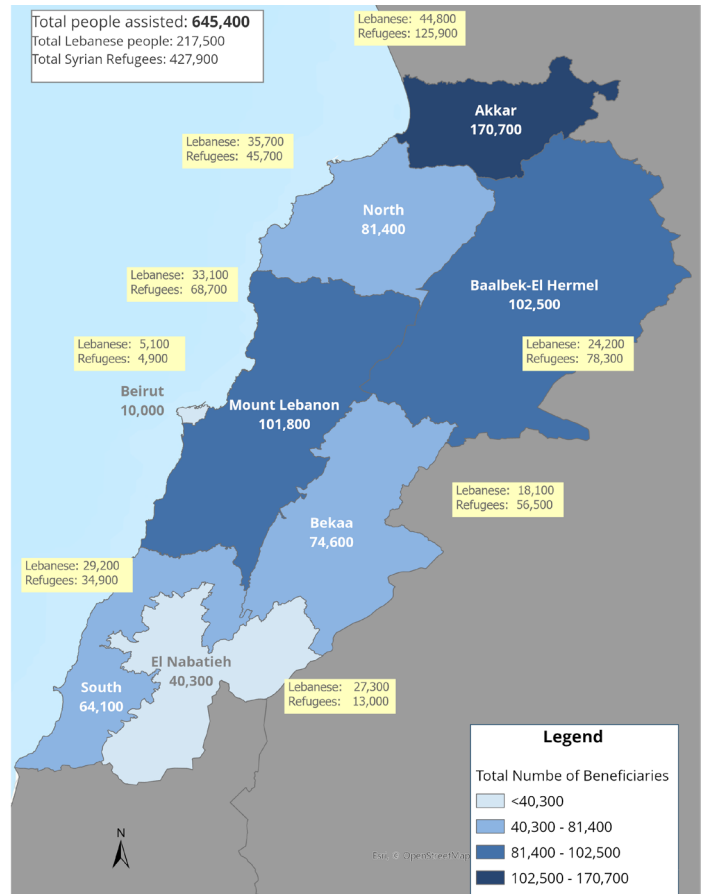 Total people assisted: 645,400
Total Lebanese people: 217,500
Total Syrian Refugees: 427,900
Lebanese: 44,800
Refugees: 125,900
Akkar
170,700
Lebanese: 35,700
Refugees: 45,700
North
81,400
Lebanese: 33,100
Refugees: 68,700
Baalbek-El Hermel
102,500
Lebanese: 5,100
Refugees: 4,900
Lebanese: 24,200
Refugees: 78,300
Beirut
10,000
Mount Lebanon
101,800
Lebanese: 18,100
Refugees: 56,500
Bekaa
74,600
Lebanese: 29,200
Refugees: 34,900
El Nabatieh
40,300
South
64,100
Lebanese: 27,300
Refugees: 13,000
Legend
Total Numbe of Beneficiaries
<40,300
40,300 - 81,400
81,400 - 102,500
102,500 - 170,700
N
Esri, © OpenStreetMap